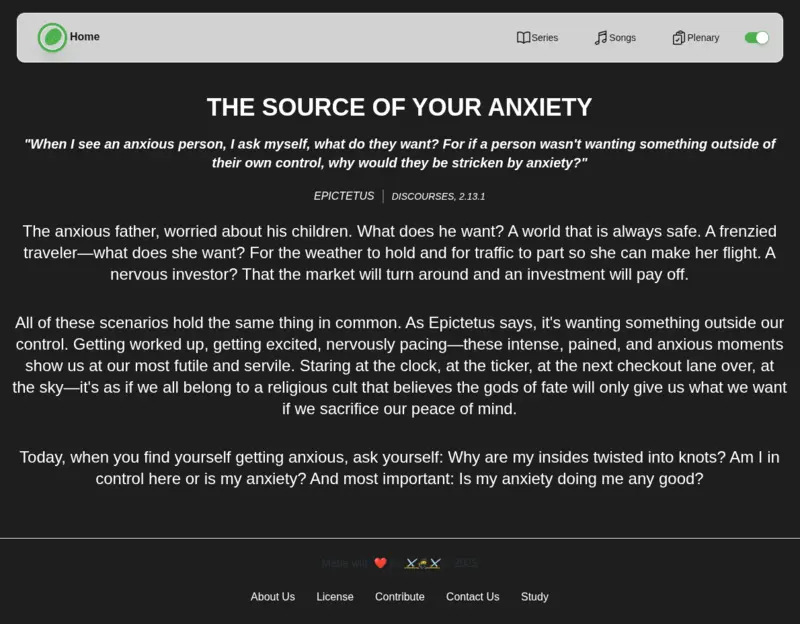 Home
Series
Songs
Plenary
THE SOURCE OF YOUR ANXIETY
"When I see an anxious person, I ask myself, what do they want? For if a person wasn't wanting something outside of
their own control, why would they be stricken by anxiety?"
EPICTETUS
DISCOURSES, 2.13.1
The anxious father, worried about his children. What does he want? A world that is always safe. A frenzied
traveler—what does she want? For the weather to hold and for traffic to part so she can make her flight. A
nervous investor? That the market will turn around and an investment will pay off.
All of these scenarios hold the same thing in common. As Epictetus says, it's wanting something outside our
control. Getting worked up, getting excited, nervously pacing—these intense, pained, and anxious moments
show us at our most futile and servile. Staring at the clock, at the ticker, at the next checkout lane over, at
the sky—it's as if we all belong to a religious cult that believes the gods of fate will only give us what we want
if we sacrifice our peace of mind.
Today, when you find yourself getting anxious, ask yourself: Why are my insides twisted into knots? Am I in
control here or is my anxiety? And most important: Is my anxiety doing me any good?
Made with ❤️
About Us
License
Contribute
Contact Us
Study